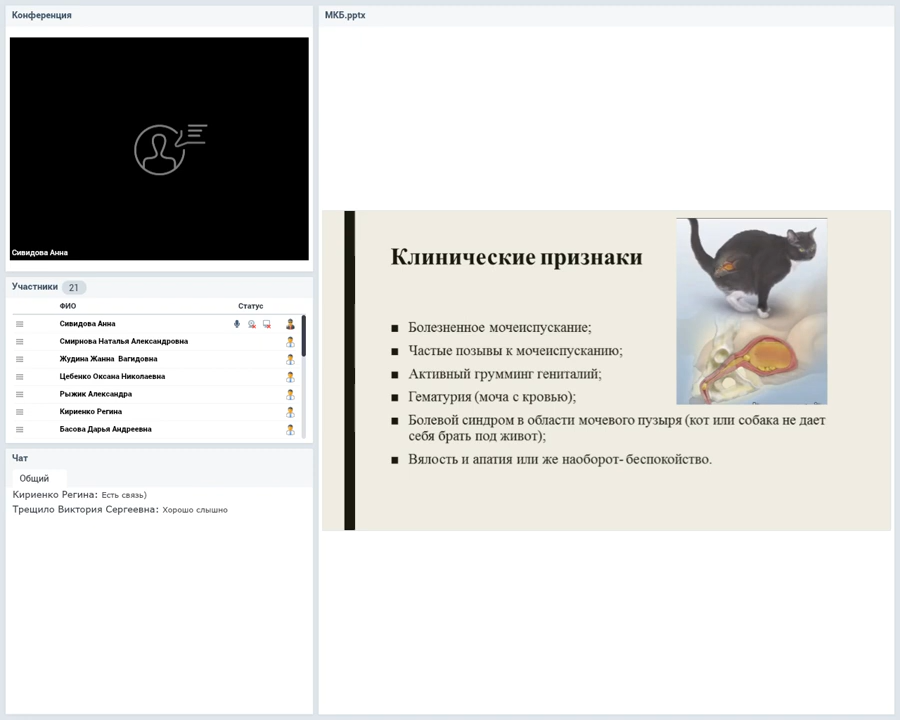 Конференция
Сивидова Анна
Участники 21
ФИО Статус
Сивидова Анна
Смирнова Наталья Александровна
Жудина Жанна Вагидовна
Цебенко Оксана Николаевна
Рыжик Александра
Кириенко Регина
Басова Дарья Андреевна
Чат
Общий
Кириенко Регина: Есть связь)
Трещило Виктория Сергеевна: Хорошо слышно
МКБ.pptx
Клинические признаки
■ Болезненное мочеиспускание;
■ Частые позывы к мочеиспусканию;
■ Активный грумминг гениталий;
■ Гематурия (моча с кровью);
■ Болевой синдром в области мочевого пузыря (кот или собака не дает
себя брать под живот);
■ Вялость и апатия или же наоборот- беспокойство.